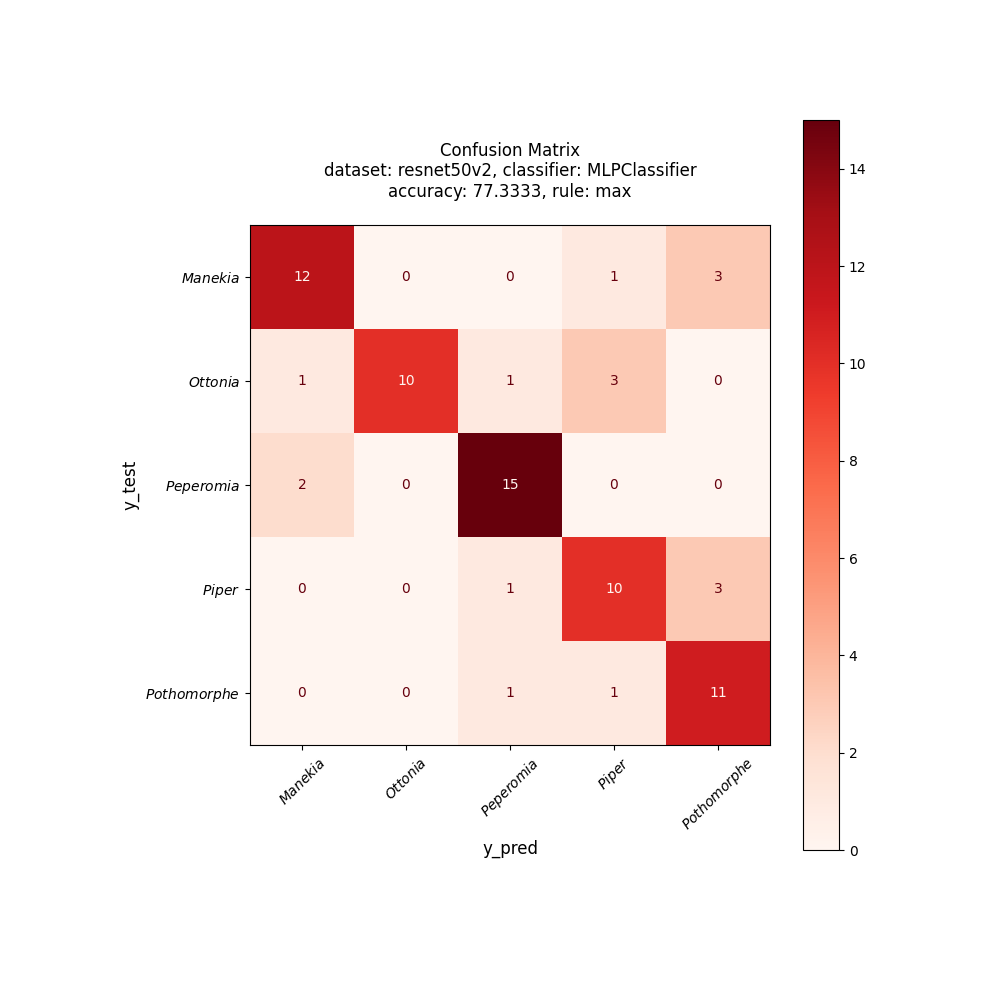 Confusion Matrix
dataset: resnet50v2, classifier: MLPClassifier
accuracy: 77.3333, rule: max
y_test
Manekia 12 0 0 1 3
Ottonia 1 10 1 3 0
Peperomia 2 0 15 0 0
Piper 0 0 1 10 3
Pothomorphe 0 0 1 1 11
Manekia Ottonia Peperomia Piper Pothomorphe
y_pred
14
12
10
8
6
4
2
0